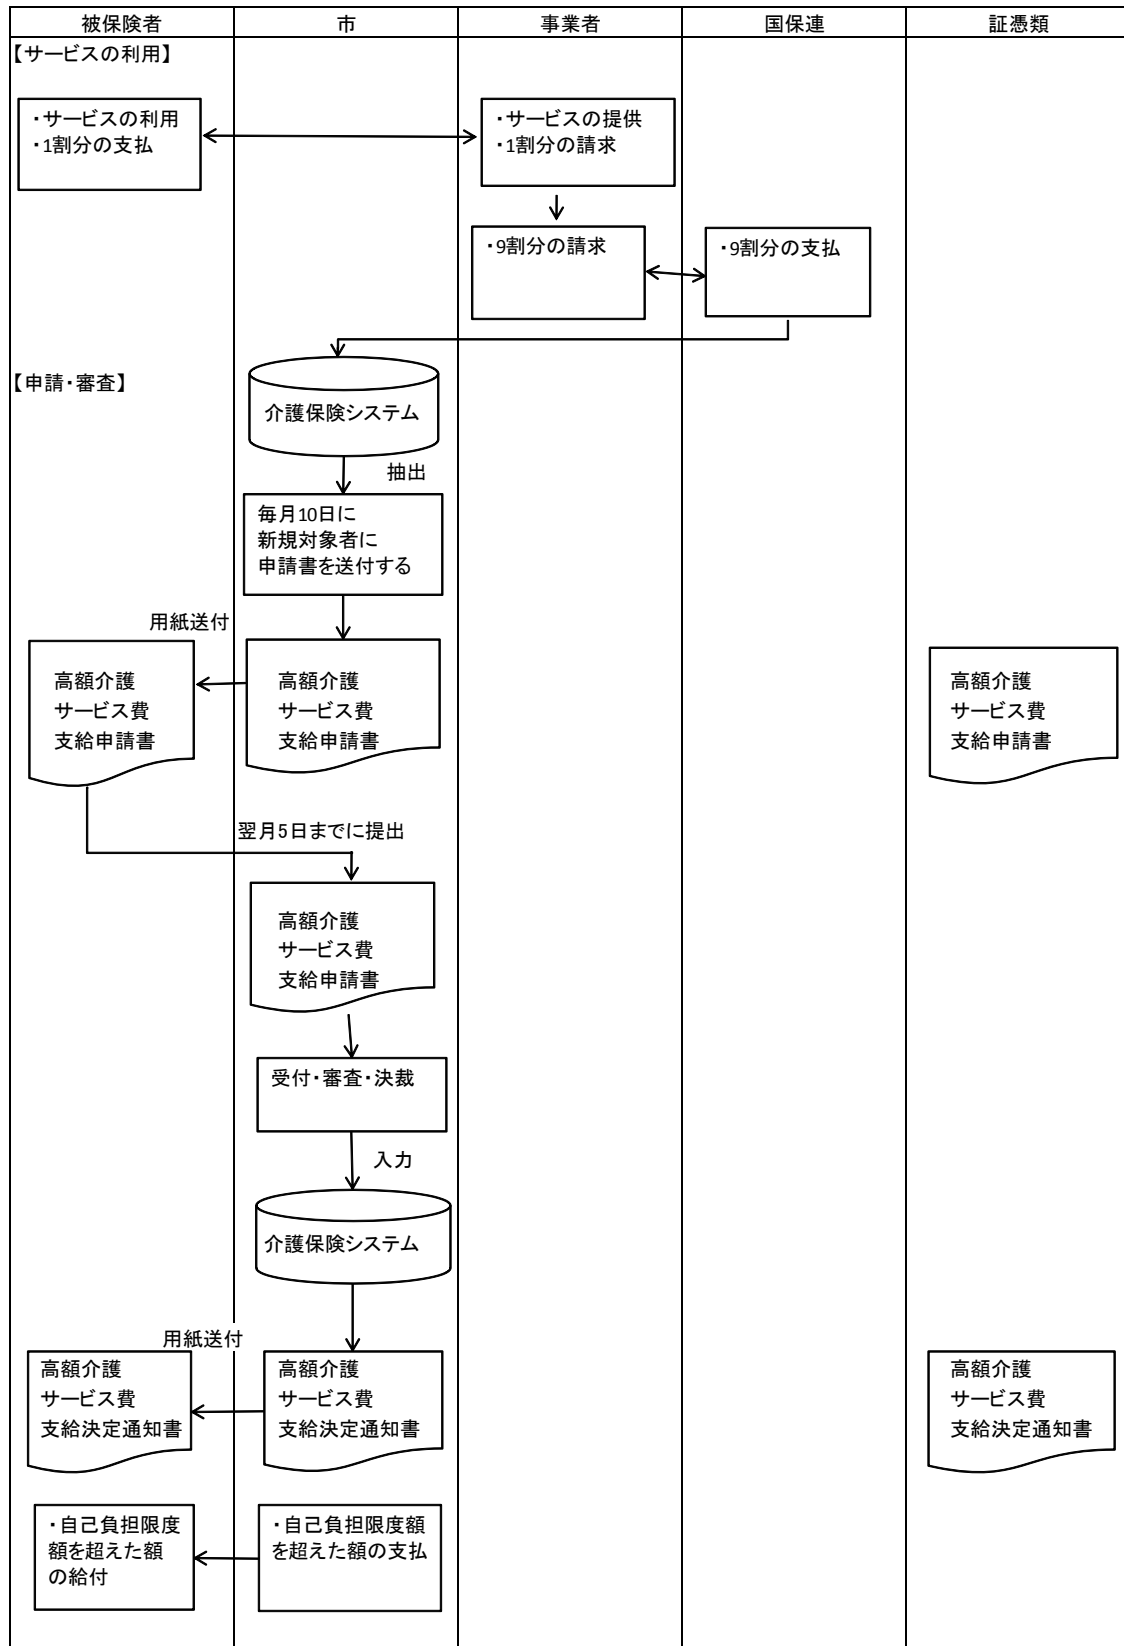 被保険者
市
事業者
国保連
証憑類
【サービスの利用】
・サービスの利用
・1割分の支払
・サービスの提供
・1割分の請求
・9割分の請求
・9割分の支払
【申請・審査】
介護保険システム
抽出
毎月10日に
新規対象者に
申請書を送付する
用紙送付
高額介護
サービス費
支給申請書
高額介護
サービス費
支給申請書
高額介護
サービス費
支給申請書
翌月5日までに提出
高額介護
サービス費
支給申請書
受付・審査・決裁
入力
介護保険システム
用紙送付
高額介護
サービス費
支給決定通知書
高額介護
サービス費
支給決定通知書
高額介護
サービス費
支給決定通知書
・自己負担限度
額を超えた額
の給付
・自己負担限度額
を超えた額の支払